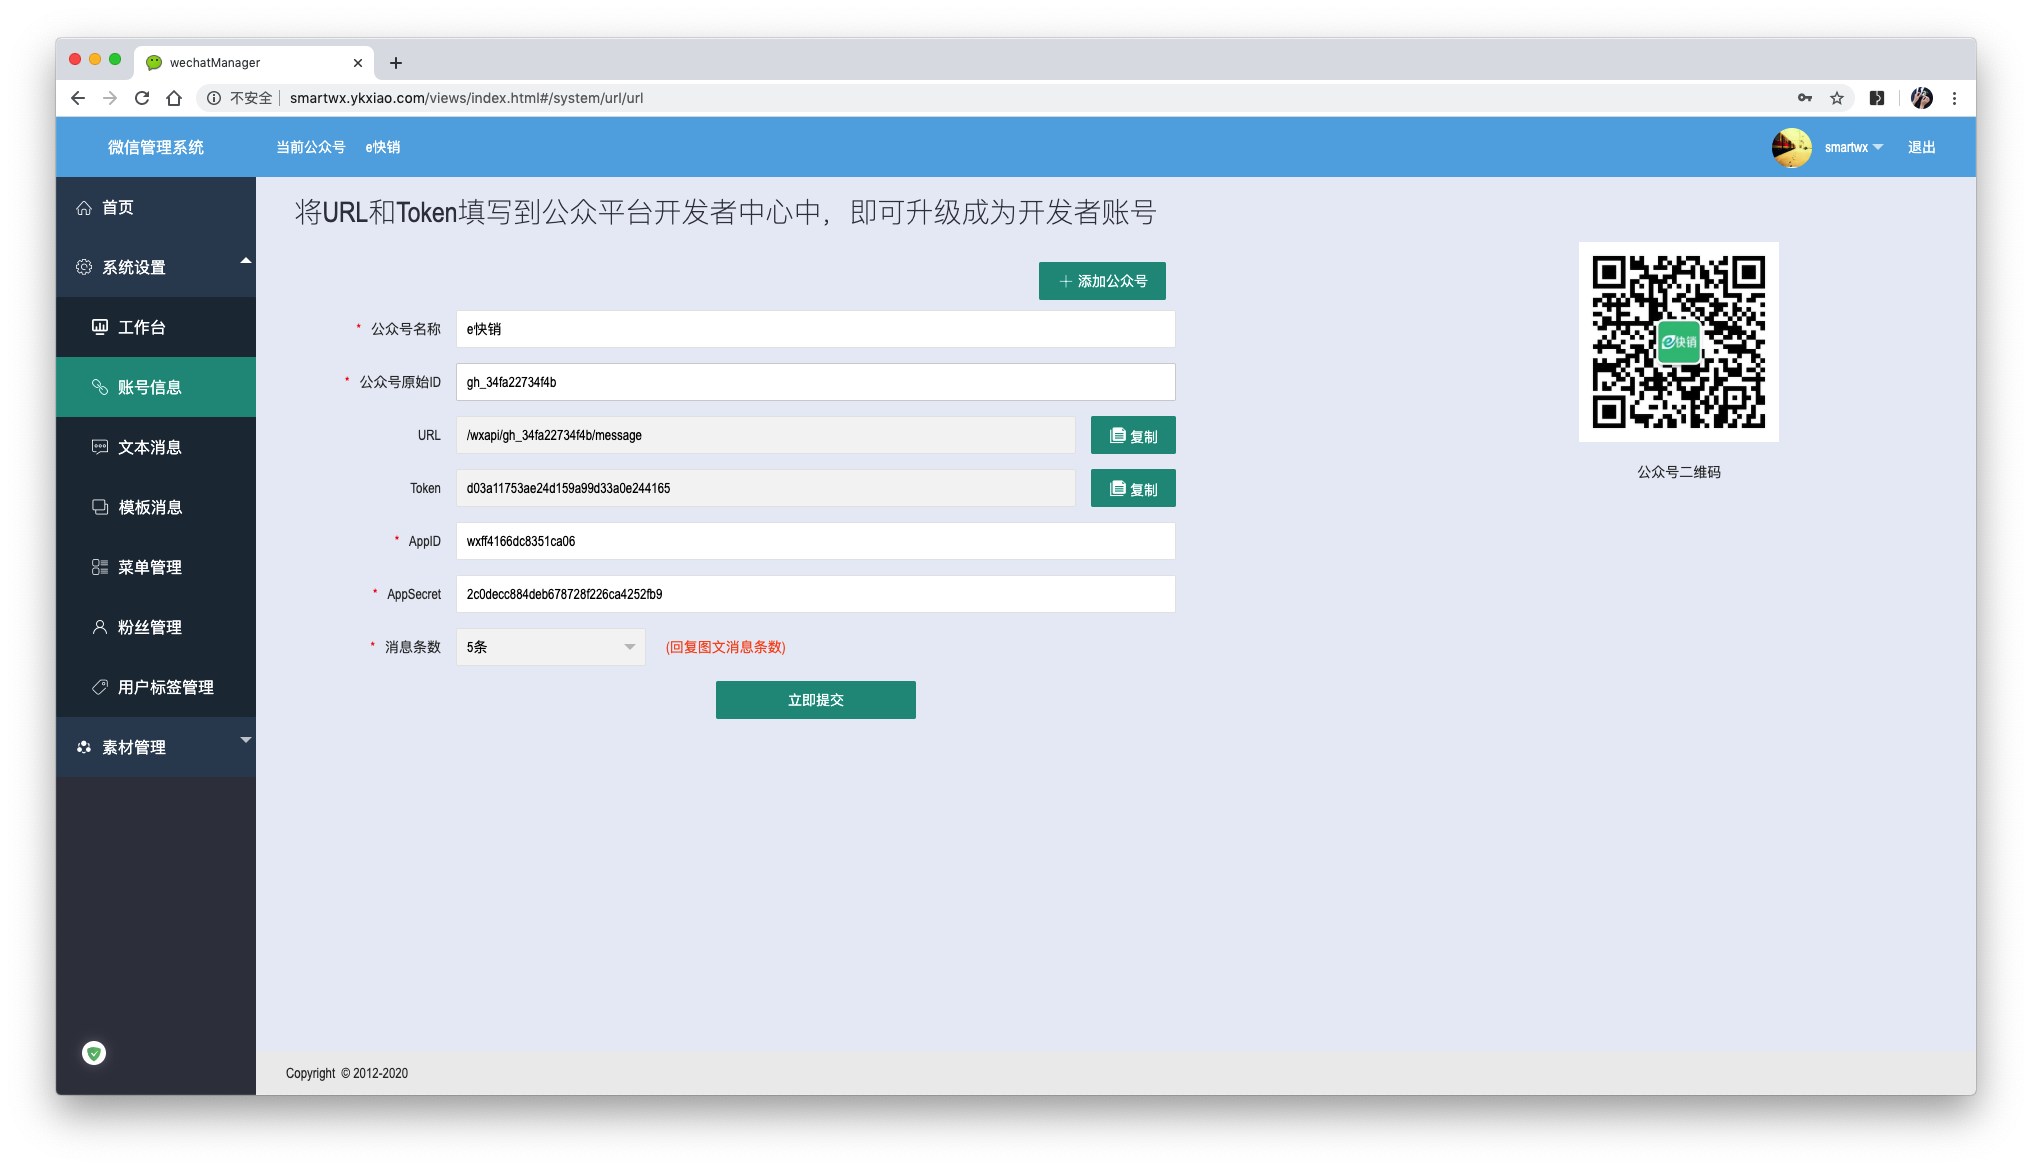 wechatManager
不安全 smartwx.ykxiao.com/views/index.html#/system/url/url
微信管理系统 当前公众号 e快销 smartwx 退出
首页
系统设置
工作台
账号信息
文本消息
模板消息
菜单管理
粉丝管理
用户标签管理
素材管理
将URL和Token填写到公众平台开发者中心中，即可升级成为开发者账号
添加公众号
* 公众号名称 e快销
* 公众号原始ID gh_34fa22734f4b
URL /wxapi/gh_34fa22734f4b/message 复制
Token d03a11753ae24d159a99d33a0e244165 复制
* AppID wxff4166dc8351ca06
* AppSecret 2c0decc884deb678728f226ca4252fb9
* 消息条数 5条 (回复图文消息条数)
立即提交
e快销
公众号二维码
Copyright © 2012-2020